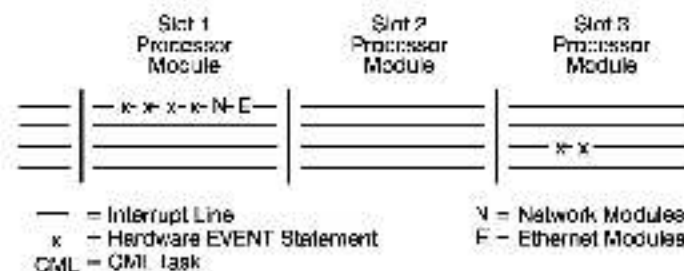 Slot 1 Processor Module
Slot 2 Processor Module
Slot 3 Processor Module
x x x x N E
x x
= Interrupt Line
x = Hardware EVENT Statement
CML = CML Task
N = Network Modules
E = Ethernet Modules